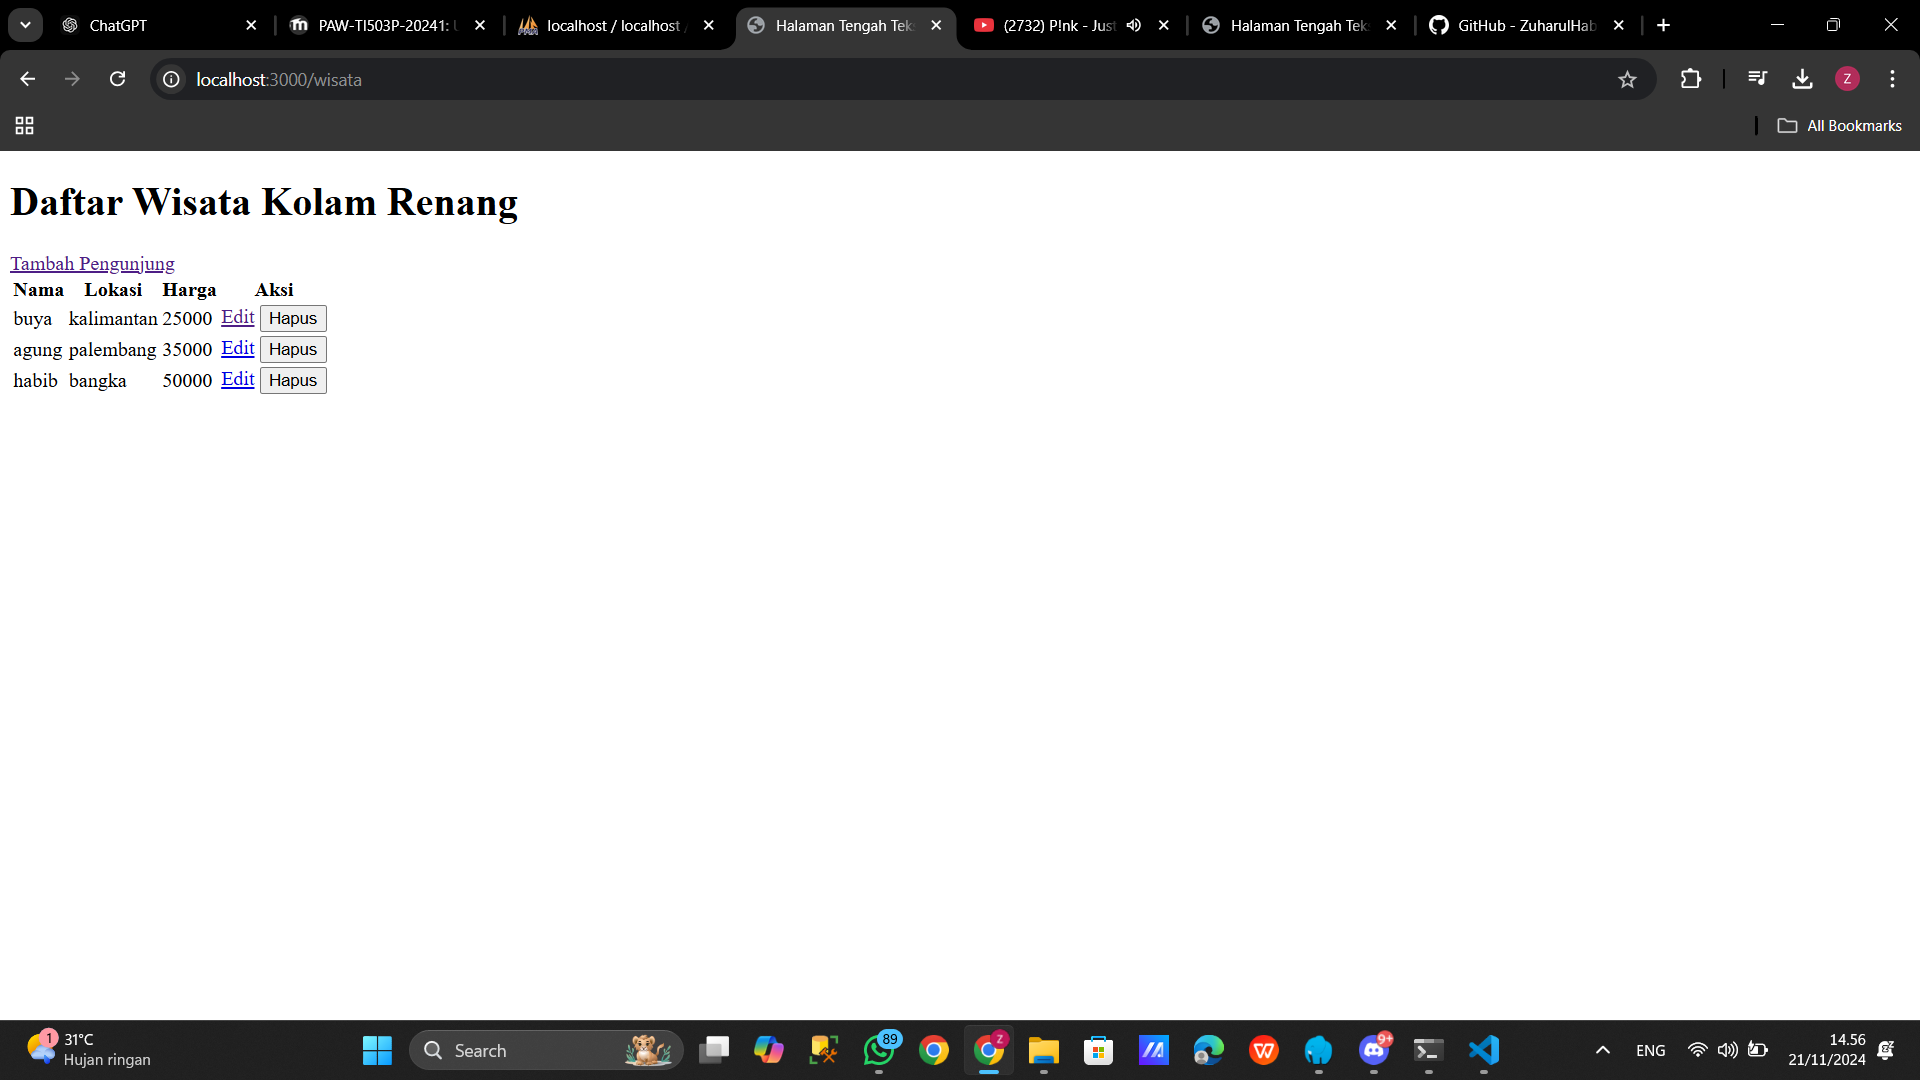 ChatGPT
PAW-TI503P-20241:
localhost / localhost /
Halaman Tengah Tek
(2732) P!nk - Just
Halaman Tengah Tek
GitHub - ZuharulHab
localhost:3000/wisata
Z
All Bookmarks
Daftar Wisata Kolam Renang
Tambah Pengunjung
Nama Lokasi Harga Aksi
buya kalimantan 25000 Edit Hapus
agung palembang 35000 Edit Hapus
habib bangka 50000 Edit Hapus
1
31°C
Hujan ringan
Search
89
Z
9+
ENG
14.56
21/11/2024